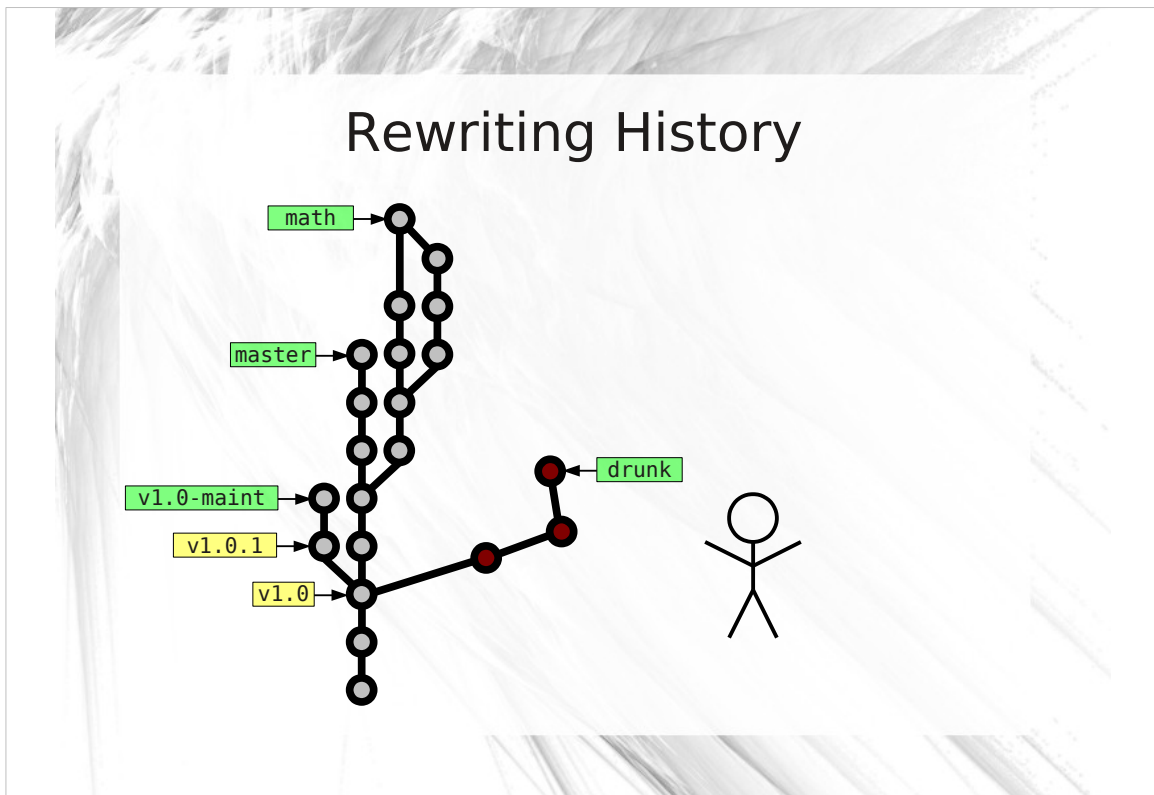 Rewriting History
math
master
drunk
v1.0-maint
v1.0.1
v1.0